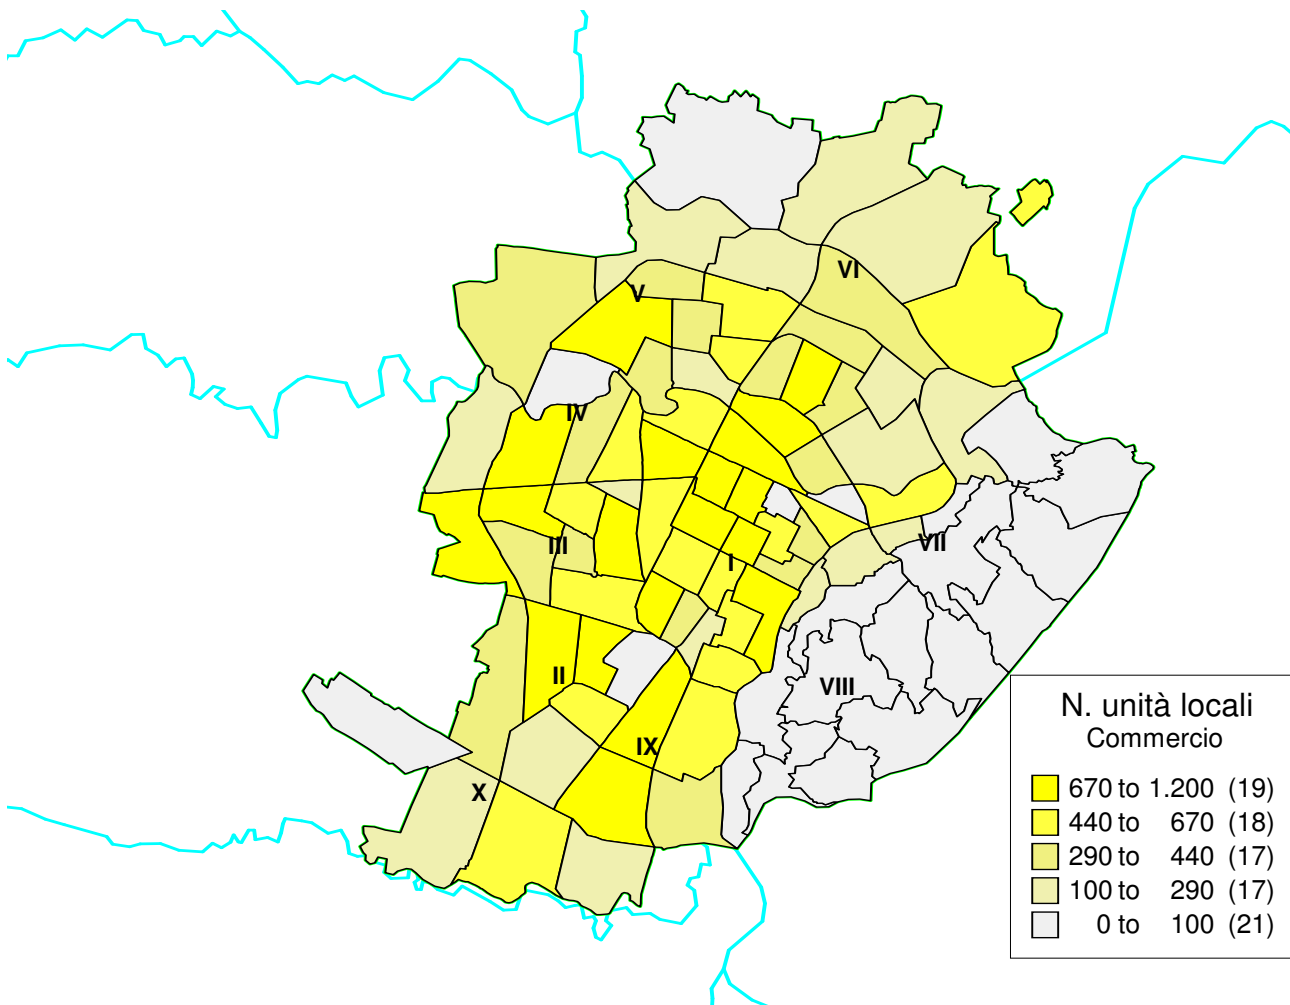 VI
V
IV
III
VII
I
II
VIII
IX
X
N. unità locali
Commercio
670 to 1.200 (19)
440 to 670 (18)
290 to 440 (17)
100 to 290 (17)
0 to 100 (21)